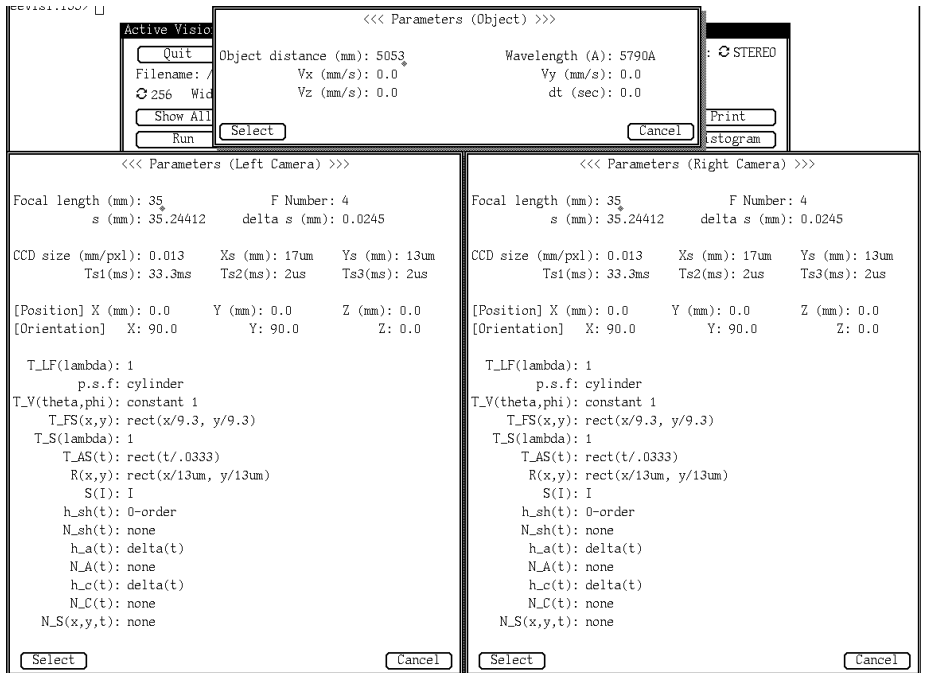 <<< Parameters (Object) >>>
Active Visio
Quit
Object distance (mm): 5053 Wavelength (A): 5790A
: STEREO
Filename: /
Vx (mm/s): 0.0 Vy (mm/s): 0.0
256 Wid
Vz (mm/s): 0.0 dt (sec): 0.0
Show All
Print
Select Cancel
Run
istogram
<<< Parameters (Left Camera) >>>
Focal length (mm): 35 F Number: 4
s (mm): 35.24412 delta s (mm): 0.0245
CCD size (mm/pxl): 0.013 Xs (mm): 17um Ys (mm): 13um
Ts1(ms): 33.3ms Ts2(ms): 2us Ts3(ms): 2us
[Position] X (mm): 0.0 Y (mm): 0.0 Z (mm): 0.0
[Orientation] X: 90.0 Y: 90.0 Z: 0.0
T_LF(lambda): 1
p.s.f: cylinder
T_V(theta,phi): constant 1
T_FS(x,y): rect(x/9.3, y/9.3)
T_S(lambda): 1
T_AS(t): rect(t/.0333)
R(x,y): rect(x/13um, y/13um)
S(I): I
h_sh(t): 0-order
N_sh(t): none
h_a(t): delta(t)
N_A(t): none
h_c(t): delta(t)
N_C(t): none
N_S(x,y,t): none
Select Cancel
<<< Parameters (Right Camera) >>>
Focal length (mm): 35 F Number: 4
s (mm): 35.24412 delta s (mm): 0.0245
CCD size (mm/pxl): 0.013 Xs (mm): 17um Ys (mm): 13um
Ts1(ms): 33.3ms Ts2(ms): 2us Ts3(ms): 2us
[Position] X (mm): 0.0 Y (mm): 0.0 Z (mm): 0.0
[Orientation] X: 90.0 Y: 90.0 Z: 0.0
T_LF(lambda): 1
p.s.f: cylinder
T_V(theta,phi): constant 1
T_FS(x,y): rect(x/9.3, y/9.3)
T_S(lambda): 1
T_AS(t): rect(t/.0333)
R(x,y): rect(x/13um, y/13um)
S(I): I
h_sh(t): 0-order
N_sh(t): none
h_a(t): delta(t)
N_A(t): none
h_c(t): delta(t)
N_C(t): none
N_S(x,y,t): none
Select Cancel